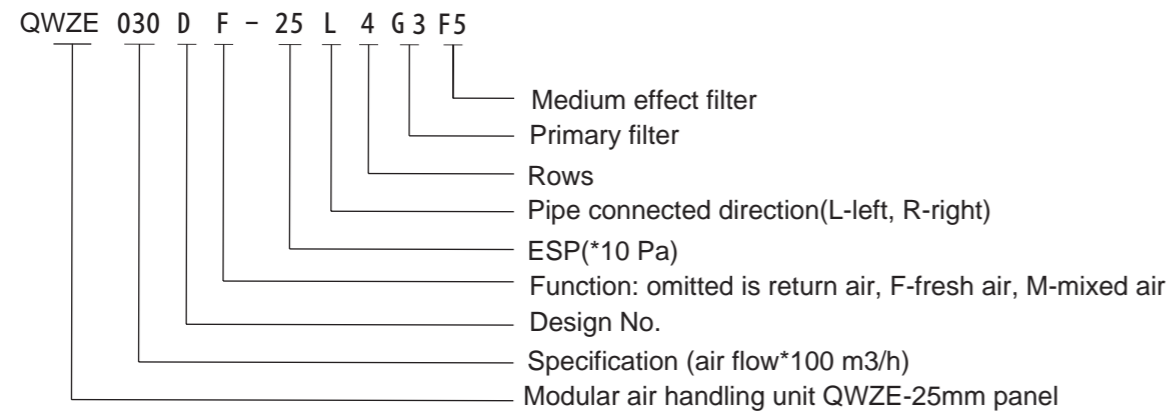 QWZE 030 D F - 25 L 4 G3 F5
Medium effect filter
Primary filter
Rows
Pipe connected direction(L-left, R-right)
ESP(*10 Pa)
Function: omitted is return air, F-fresh air, M-mixed air
Design No.
Specification (air flow*100 m3/h)
Modular air handling unit QWZE-25mm panel